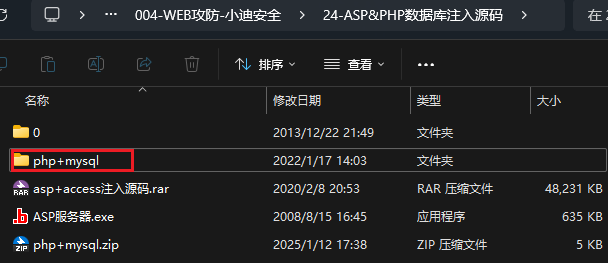 004-WEB攻防-小迪安全 24-ASP&PHP数据库注入源码 在 2
排序 查看
名称 修改日期 类型 大小
0 2013/12/22 21:49 文件夹
php+mysql 2022/1/17 14:03 文件夹
asp+access注入源码.rar 2020/2/8 20:53 RAR 压缩文件 48,231 KB
ASP服务器.exe 2008/8/15 16:45 应用程序 635 KB
php+mysql.zip 2025/1/12 17:38 ZIP 压缩文件 5 KB